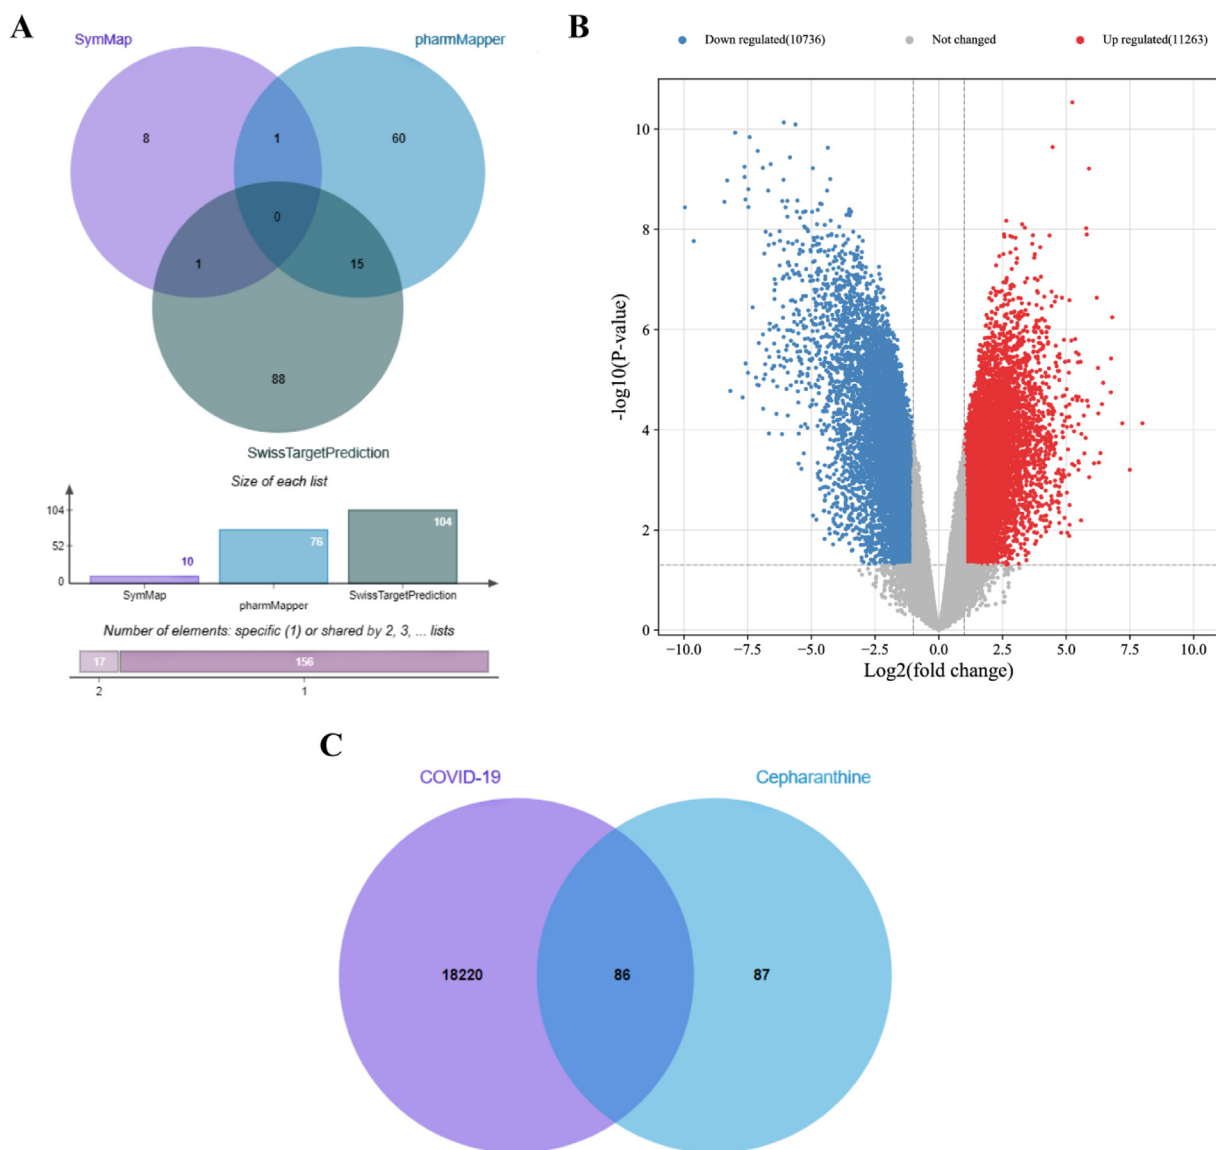 A
SymMap
pharmMapper
8
1
60
0
1
15
88
SwissTargetPrediction
Size of each list
104
52
0
10
76
104
SymMap
pharmMapper
SwissTargetPrediction
Number of elements: specific (1) or shared by 2, 3, ... lists
17
156
2
1
B
Down regulated(10736)
Not changed
Up regulated(11263)
-log10(P-value)
10
8
6
4
2
0
−10.0
−7.5
−5.0
−2.5
0.0
2.5
5.0
7.5
10.0
Log2(fold change)
C
COVID-19
Cepharanthine
18220
86
87